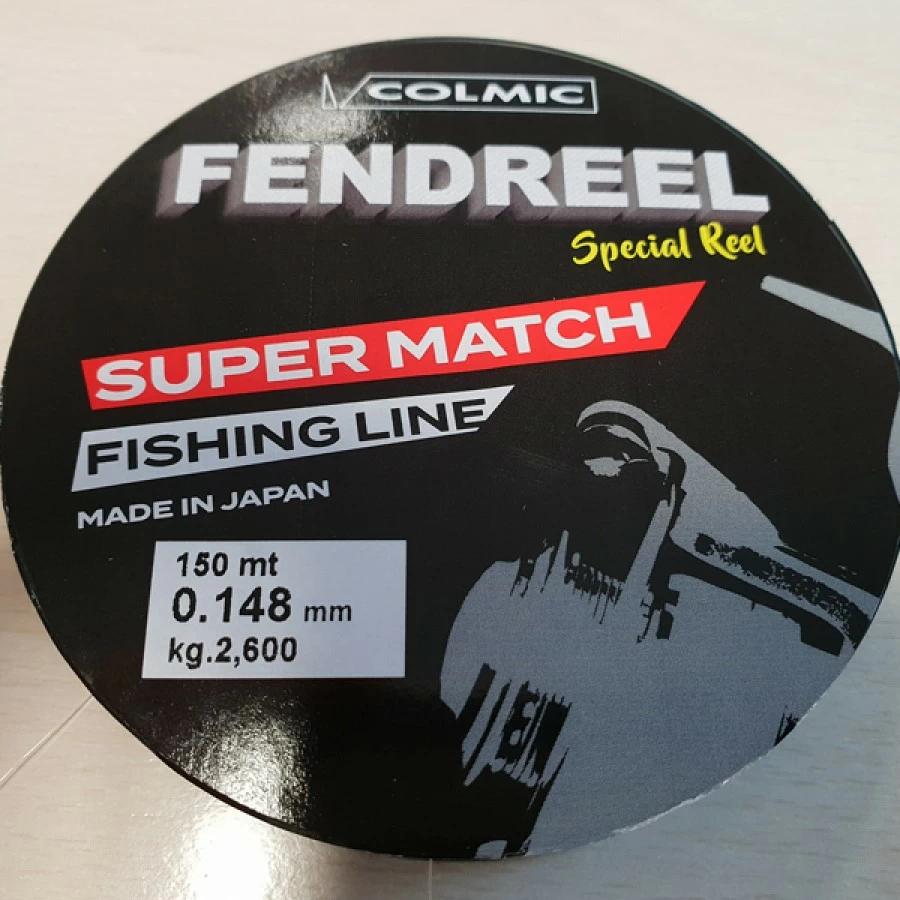 COLMIC
FENDREEL
Special Reel
SUPER MATCH
FISHING LINE
MADE IN JAPAN
150 mt
0.148 mm
kg.2,600